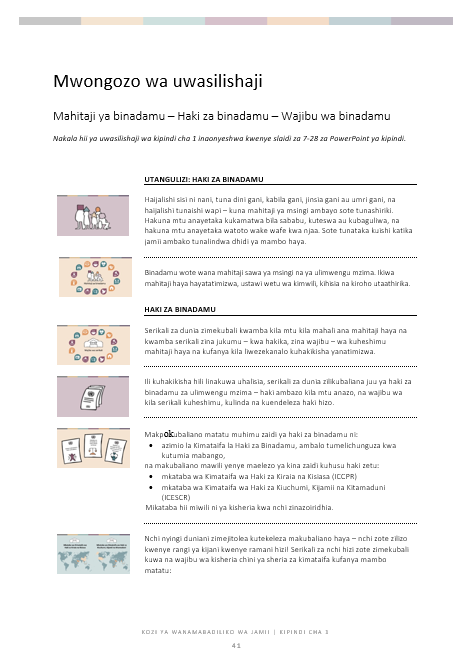 Mwongozo wa uwasilishaji
Mahitaji ya binadamu – Haki za binadamu – Wajibu wa binadamu
Nakala hii ya uwasilishaji wa kipindi cha 1 inaonyeshwa kwenye slaidi za 7-28 za PowerPoint ya kipindi.
UTANGULIZI: HAKI ZA BINADAMU
Haijalishi sisi ni nani, tuna dini gani, kabila gani, jinsia gani au umri gani, na
haijalishi tunaishi wapi – kuna mahitaji ya msingi ambayo sote tunashiriki.
Hakuna mtu anayetaka kukamatwa bila sababu, kuteswa au kubaguliwa, na
hakuna mtu anayetaka watoto wake wafe kwa njaa. Sote tunataka kuishi katika
jamii ambako tunalindwa dhidi ya mambo haya.
Binadamu wote wana mahitaji sawa ya msingi na ya ulimwengu mzima. Ikiwa
mahitaji haya hayatatimizwa, ustawi wetu wa kimwili, kihisia na kiroho utaathirika.
HAKI ZA BINADAMU
Serikali za dunia zimekubali kwamba kila mtu kila mahali ana mahitaji haya na
kwamba serikali zina jukumu – kwa hakika, zina wajibu – wa kuheshimu
mahitaji haya na kufanya kila liwezekanalo kuhakikisha yanatimizwa.
Ili kuhakikisha hili linakuwa uhalisia, serikali za dunia zilikubaliana juu ya haki za
binadamu za ulimwengu mzima – haki ambazo kila mtu anazo, na wajibu wa
kila serikali kuheshimu, kulinda na kuendeleza haki hizo.
Makubaliano matatu muhimu zaidi ya haki za binadamu ni:
• azimio la Kimataifa la Haki za Binadamu, ambalo tumelichunguza kwa
kutumia mabango,
na makubaliano mawili yenye maelezo ya kina zaidi kuhusu haki zetu:
• mkataba wa Kimataifa wa Haki za Kiraia na Kisiasa (ICCPR)
• mkataba wa Kimataifa wa Haki za Kiuchumi, Kijamii na Kitamaduni
(ICESCR)
Mikataba hii miwili ni ya kisheria kwa nchi zinazoiridhia.
Nchi nyingi duniani zimejitolea kutekeleza makubaliano haya – nchi zote zilizo
kwenye rangi ya kijani kwenye ramani hizi! Serikali za nchi hizi zote zimekubali
kuwa na wajibu wa kisheria chini ya sheria za kimataifa kufanya mambo
matatu:
KOZI YA WANAMABADILIKO WA JAMII | KIPINDI CHA 1
41